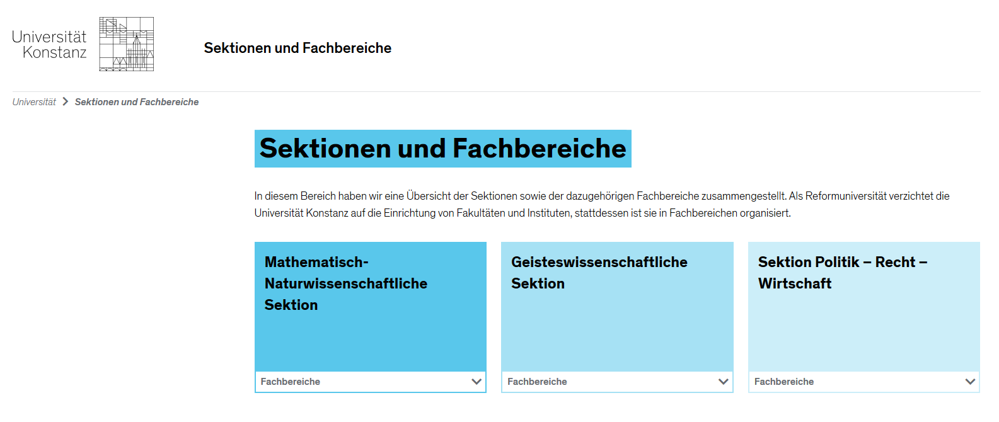 Universität
Konstanz
Sektionen und Fachbereiche
Universität
Sektionen und Fachbereiche
Sektionen und Fachbereiche
In diesem Bereich haben wir eine Übersicht der Sektionen sowie der dazugehörigen Fachbereiche zusammengestellt. Als Reformuniversität verzichtet die
Universität Konstanz auf die Einrichtung von Fakultäten und Instituten, stattdessen ist sie in Fachbereichen organisiert.
Mathematisch-
Naturwissenschaftliche
Sektion
Fachbereiche
Geisteswissenschaftliche
Sektion
Fachbereiche
Sektion Politik – Recht –
Wirtschaft
Fachbereiche